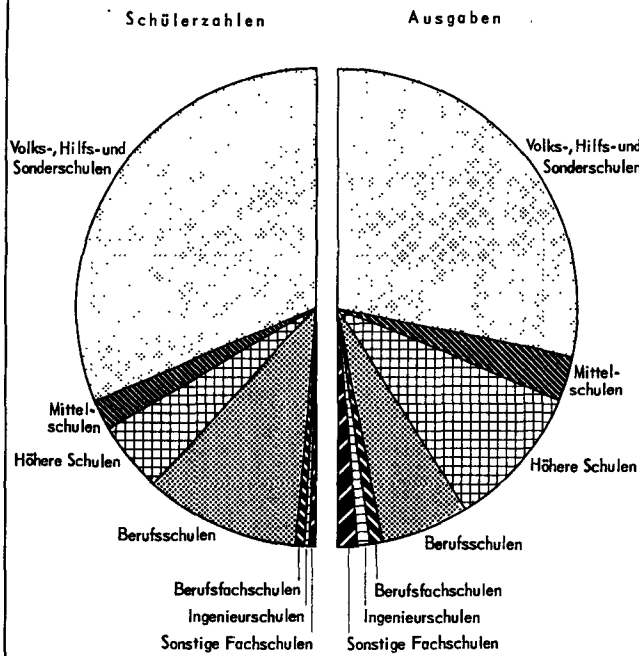 Schülerzahlen
Ausgaben
Volks-, Hilfs- und
Sonderschulen
Volks-, Hilfs- und
Sonderschulen
Mittel-
schulen
Mittel-
schulen
Höhere Schulen
Höhere Schulen
Berufsschulen
Berufsschulen
Berufsfachschulen
Berufsfachschulen
Ingenieurschulen
Ingenieurschulen
Sonstige Fachschulen
Sonstige Fachschulen